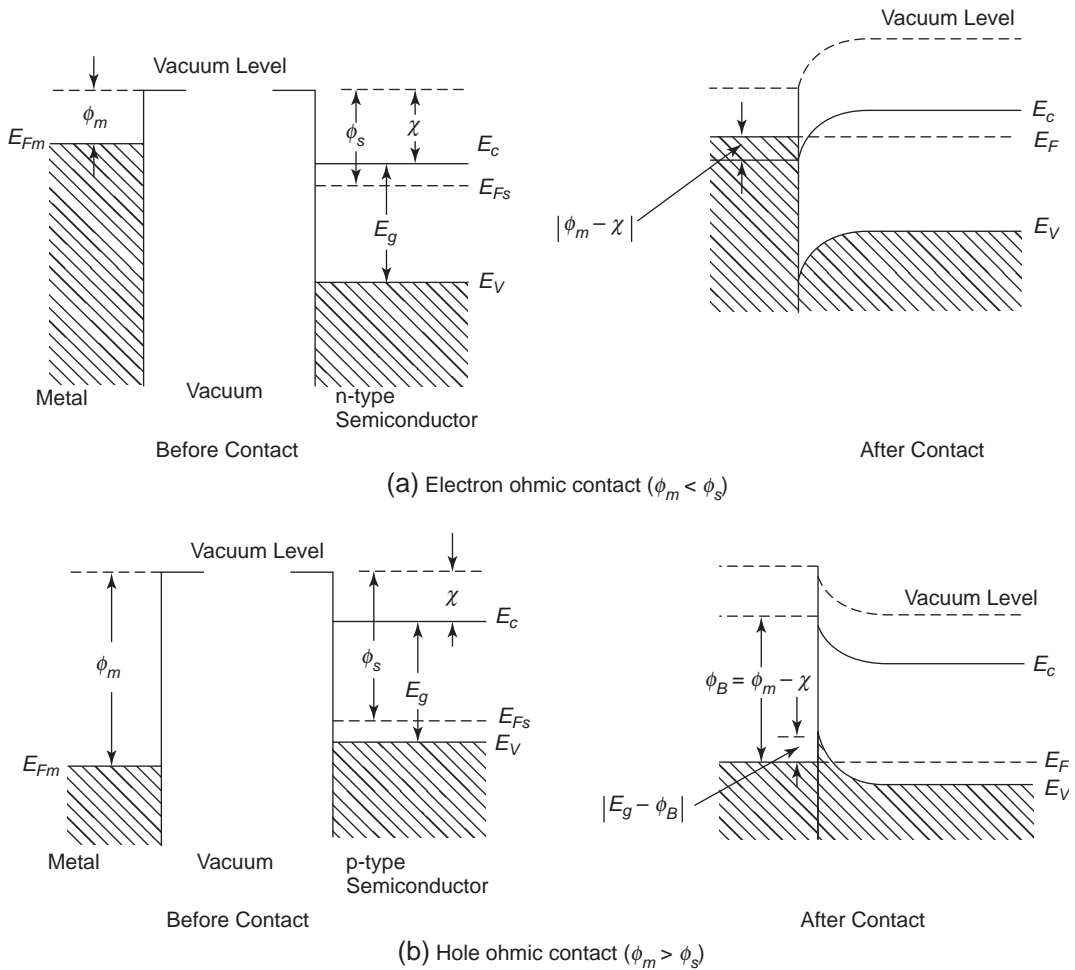 Vacuum Level
Vacuum Level
ϕm
ϕs
χ
EFm
Ec
EFs
Eg
EV
Ec
EF
|ϕm − χ|
EV
Metal
Vacuum
n-type
Semiconductor
Before Contact
After Contact
(a) Electron ohmic contact (ϕm < ϕs)
Vacuum Level
Vacuum Level
χ
Ec
ϕm
ϕs
Eg
EFs
EV
EFm
Ec
ϕB = ϕm − χ
EF
EV
|Eg − ϕB|
Metal
Vacuum
p-type
Semiconductor
Before Contact
After Contact
(b) Hole ohmic contact (ϕm > ϕs)